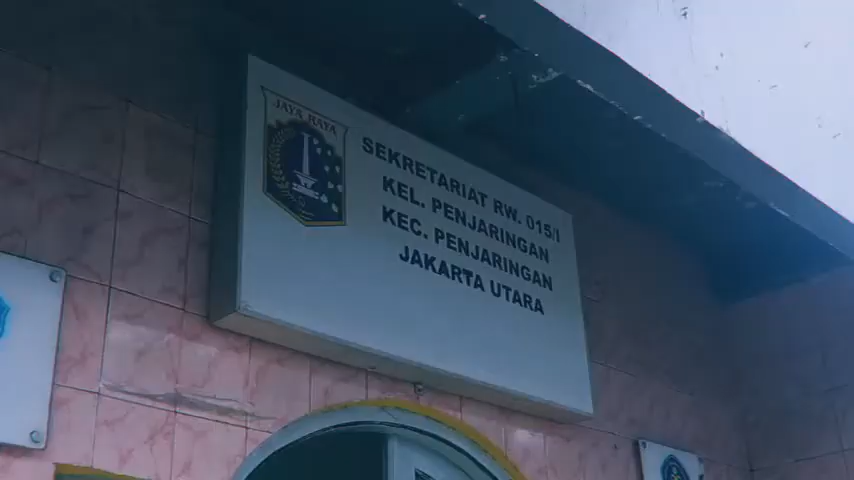 JAYA RAYA
SEKRETARIAT RW. 015/I
KEL. PENJARINGAN
KEC. PENJARINGAN
JAKARTA UTARA